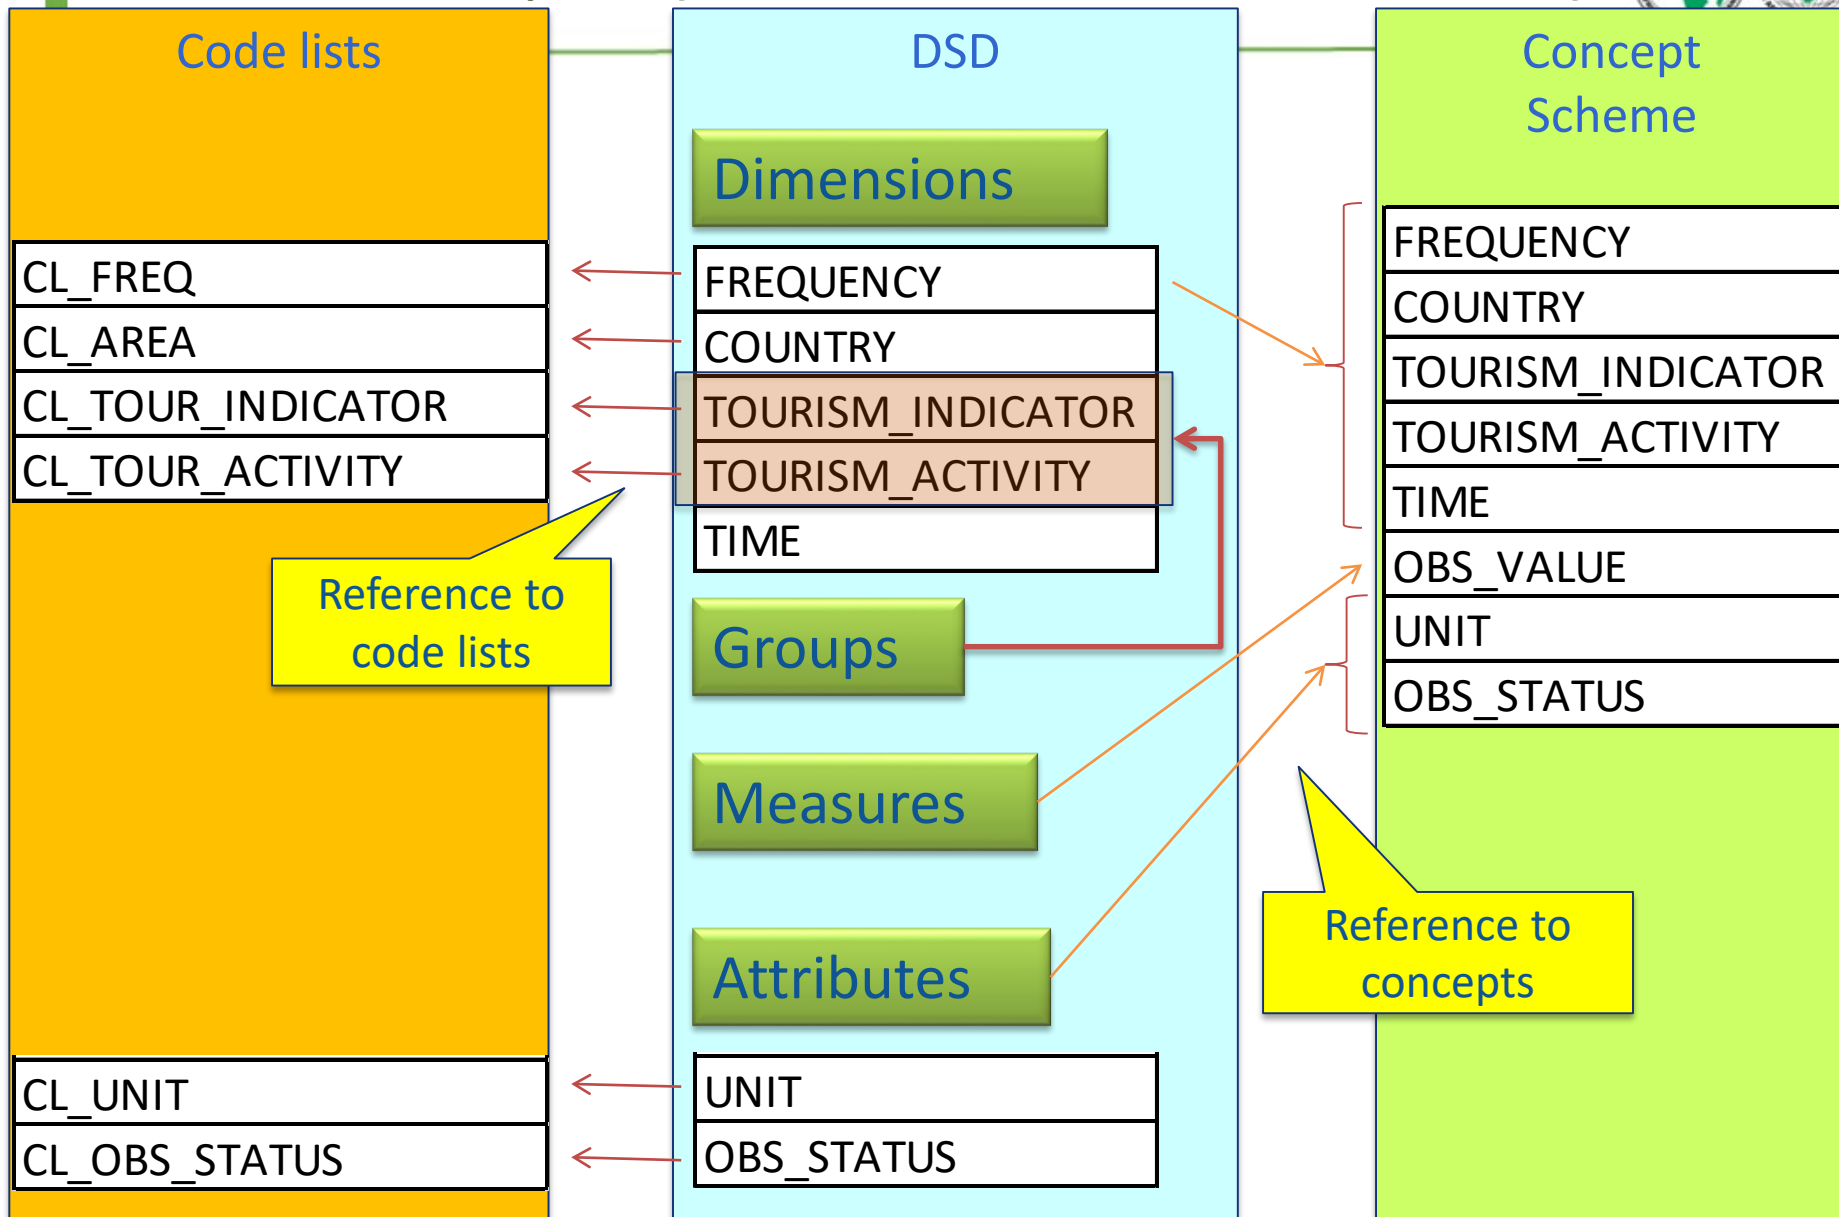 Code lists
CL_FREQ
CL_AREA
CL_TOUR_INDICATOR
CL_TOUR_ACTIVITY
Reference to
code lists
CL_UNIT
CL_OBS_STATUS
DSD
Dimensions
FREQUENCY
COUNTRY
TOURISM_INDICATOR
TOURISM_ACTIVITY
TIME
Groups
Measures
Attributes
UNIT
OBS_STATUS
Concept
Scheme
FREQUENCY
COUNTRY
TOURISM_INDICATOR
TOURISM_ACTIVITY
TIME
OBS_VALUE
UNIT
OBS_STATUS
Reference to
concepts